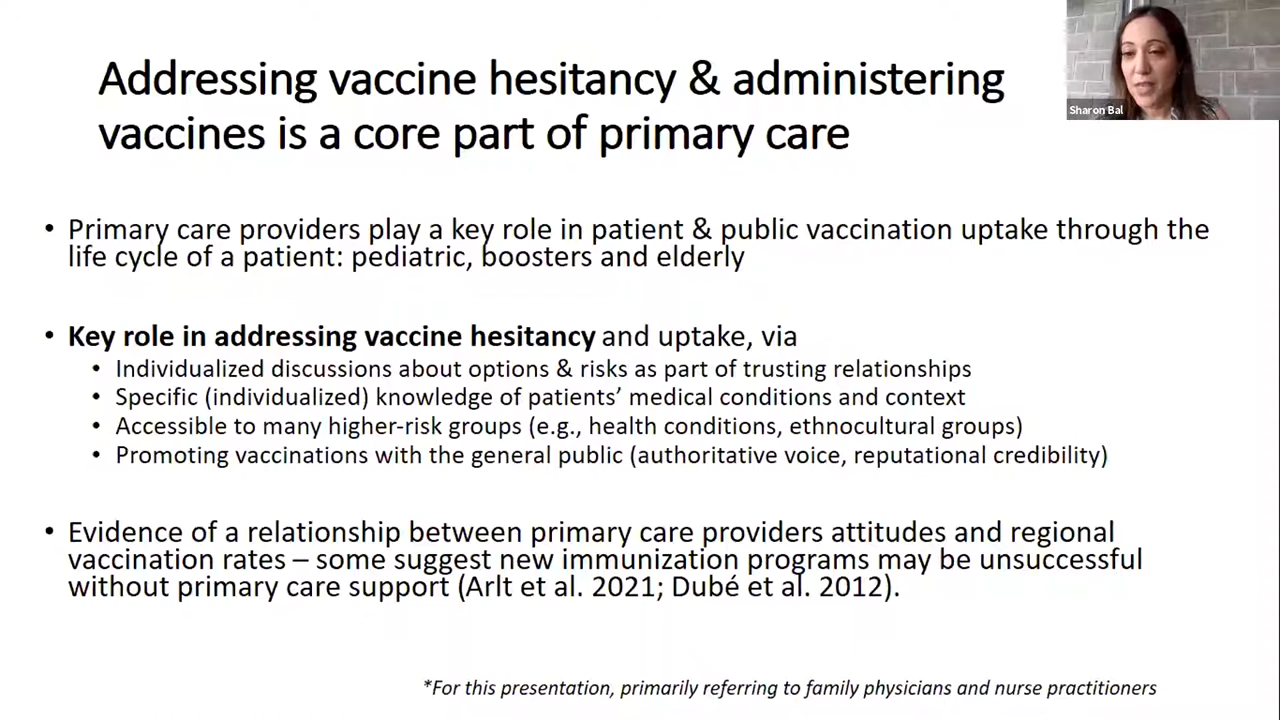 Addressing vaccine hesitancy & administering
vaccines is a core part of primary care
Sharon Bal
• Primary care providers play a key role in patient & public vaccination uptake through the
life cycle of a patient: pediatric, boosters and elderly
• Key role in addressing vaccine hesitancy and uptake, via
• Individualized discussions about options & risks as part of trusting relationships
• Specific (individualized) knowledge of patients’ medical conditions and context
• Accessible to many higher-risk groups (e.g., health conditions, ethnocultural groups)
• Promoting vaccinations with the general public (authoritative voice, reputational credibility)
• Evidence of a relationship between primary care providers attitudes and regional
vaccination rates – some suggest new immunization programs may be unsuccessful
without primary care support (Arlt et al. 2021; Dubé et al. 2012).
*For this presentation, primarily referring to family physicians and nurse practitioners